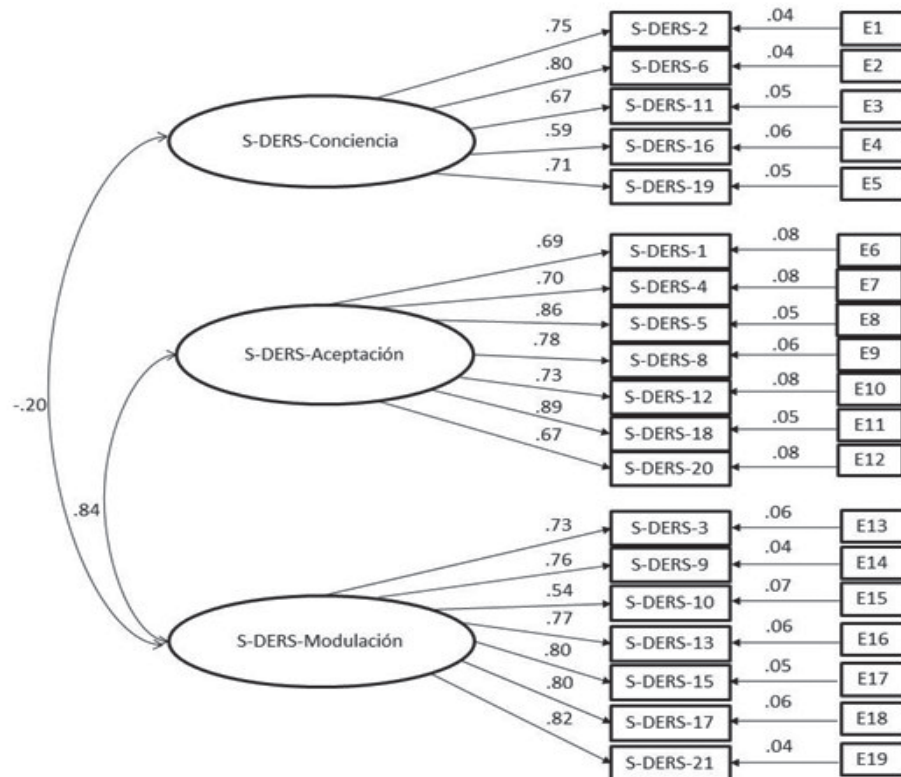 .75 S-DERS-2 .04 E1
.80 S-DERS-6 .04 E2
.67 S-DERS-11 .05 E3
S-DERS-Conciencia
.59 S-DERS-16 .06 E4
.71 S-DERS-19 .05 E5
.69 S-DERS-1 .08 E6
.70 S-DERS-4 .08 E7
.86 S-DERS-5 .05 E8
S-DERS-Aceptación
.78 S-DERS-8 .06 E9
.73 S-DERS-12 .08 E10
.89 S-DERS-18 .05 E11
.67 S-DERS-20 .08 E12
-.20
.84
.73 S-DERS-3 .06 E13
.76 S-DERS-9 .04 E14
.54 S-DERS-10 .07 E15
S-DERS-Modulación
.77 S-DERS-13 .06 E16
.80 S-DERS-15 .05 E17
.80 S-DERS-17 .06 E18
.82 S-DERS-21 .04 E19